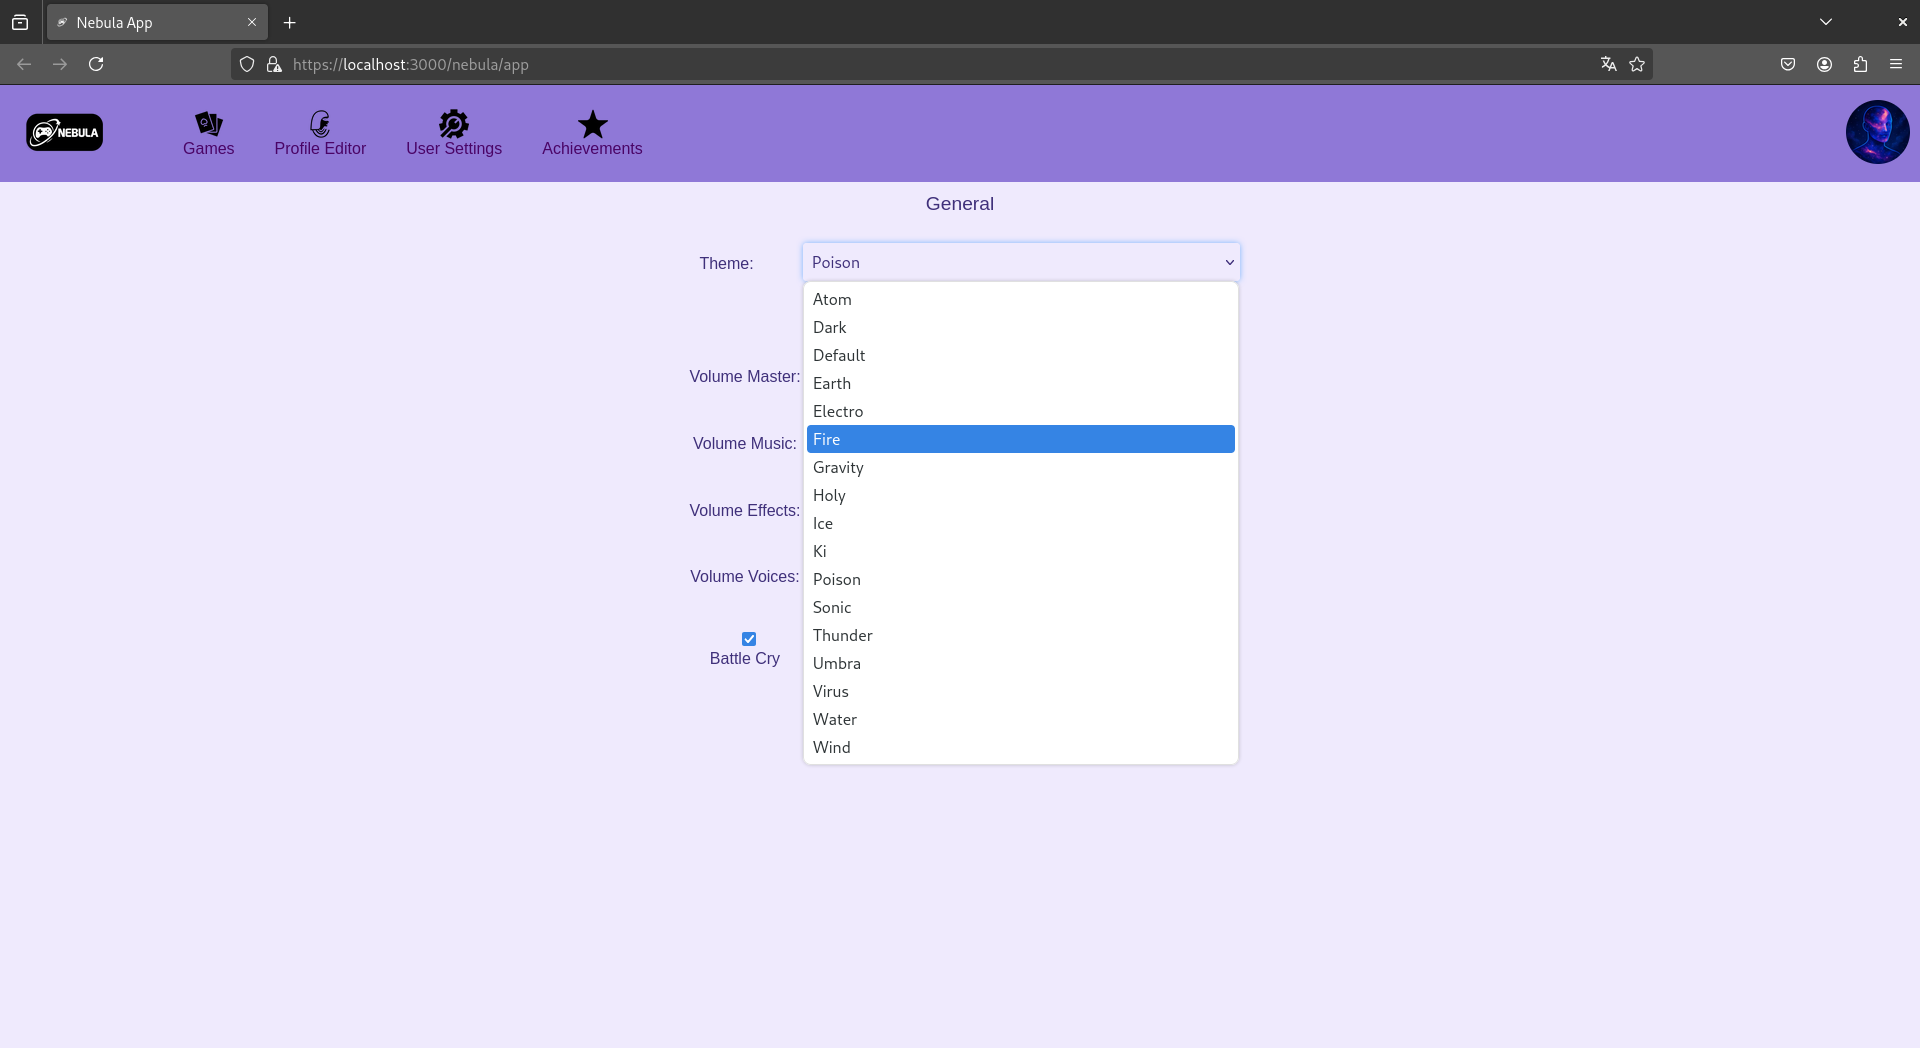 Nebula App
https://localhost:3000/nebula/app
NEBULA
Games
Profile Editor
User Settings
Achievements
General
Theme:
Poison
Atom
Dark
Default
Earth
Electro
Fire
Gravity
Holy
Ice
Ki
Poison
Sonic
Thunder
Umbra
Virus
Water
Wind
Volume Master:
Volume Music:
Volume Effects:
Volume Voices:
Battle Cry